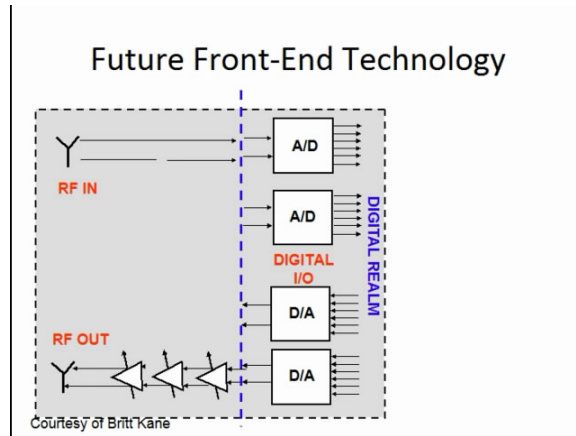 Future Front-End Technology
A/D
RF IN
A/D
DIGITAL REALM
DIGITAL
I/O
D/A
RF OUT
D/A
Courtesy of Britt Kane